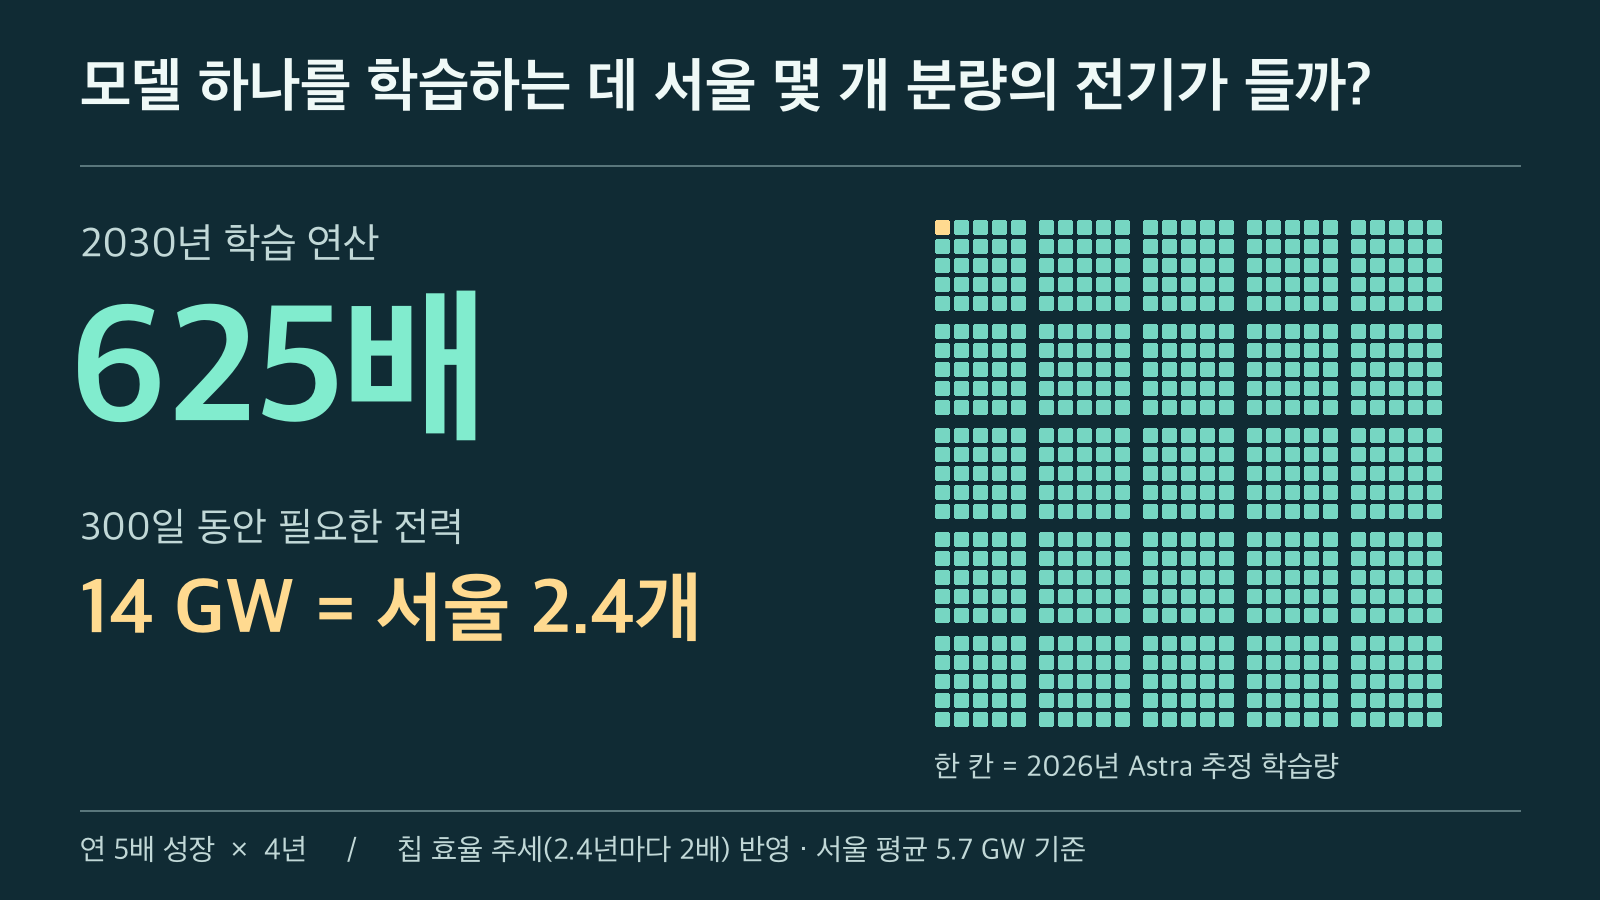 모델 하나를 학습하는 데 서울 몇 개 분량의 전기가 들까?
2030년 학습 연산
625배
300일 동안 필요한 전력
14 GW = 서울 2.4개
한 칸 = 2026년 Astra 추정 학습량
연 5배 성장 × 4년 / 칩 효율 추세(2.4년마다 2배) 반영 · 서울 평균 5.7 GW 기준